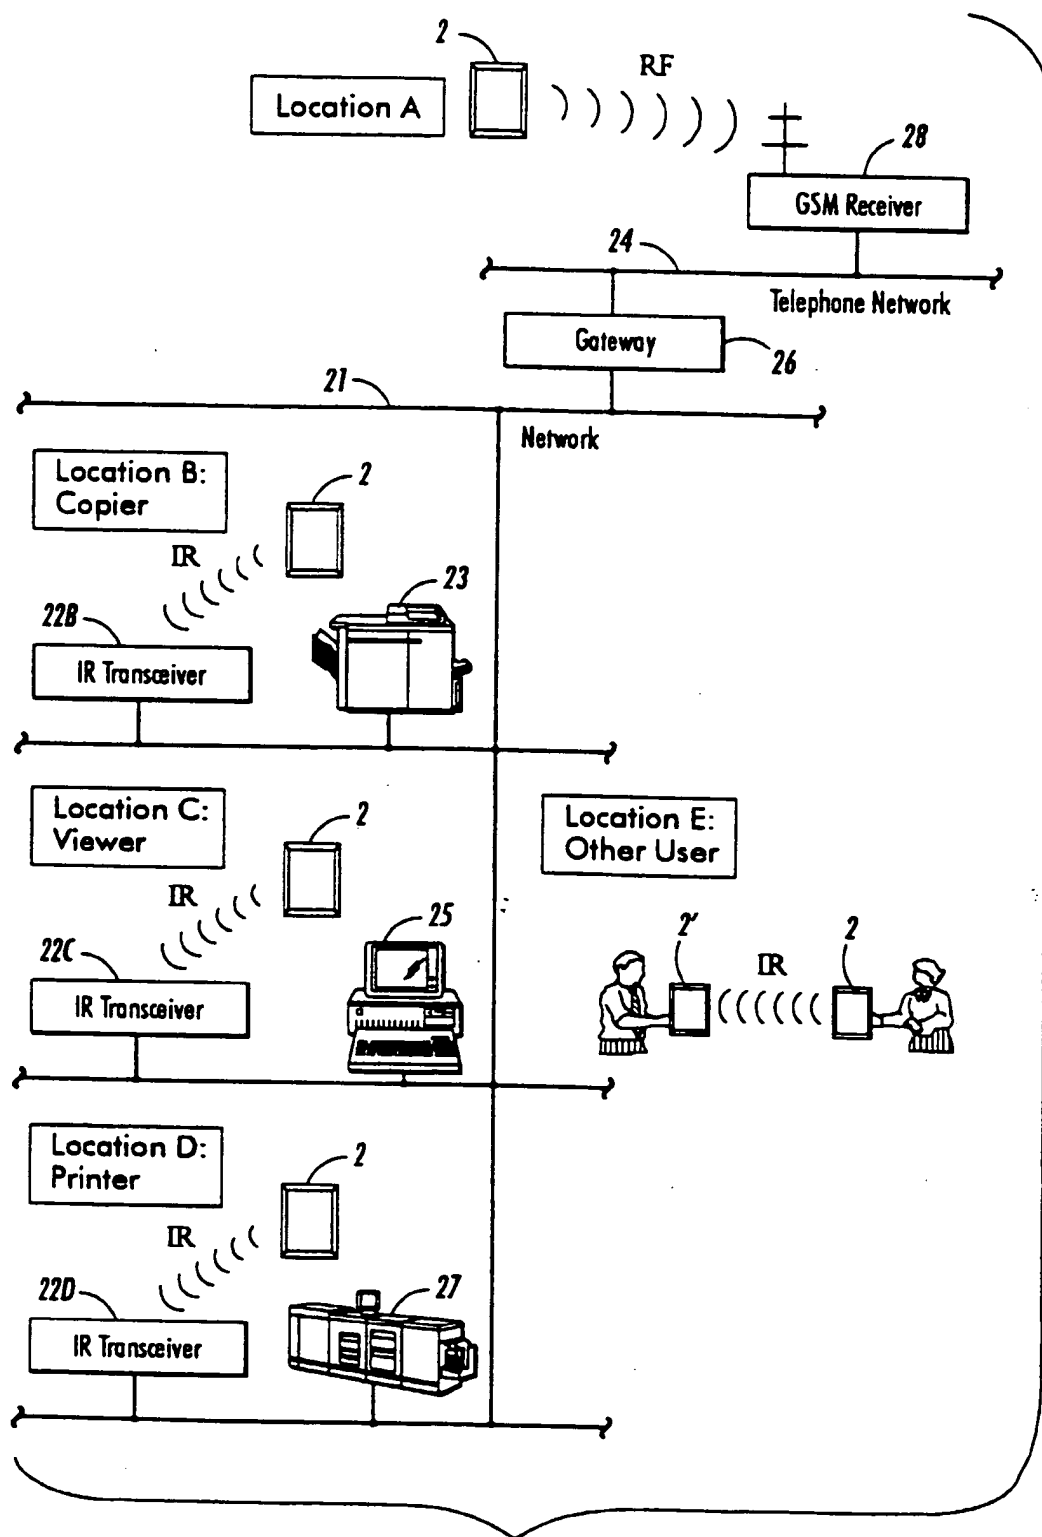 2
RF
Location A
28
GSM Receiver
24
Telephone Network
Gateway
26
21
Network
Location B:
Copier
2
IR
23
22B
IR Transceiver
Location C:
Viewer
2
Location E:
Other User
IR
25
2'
IR
2
22C
IR Transceiver
Location D:
Printer
2
IR
27
22D
IR Transceiver